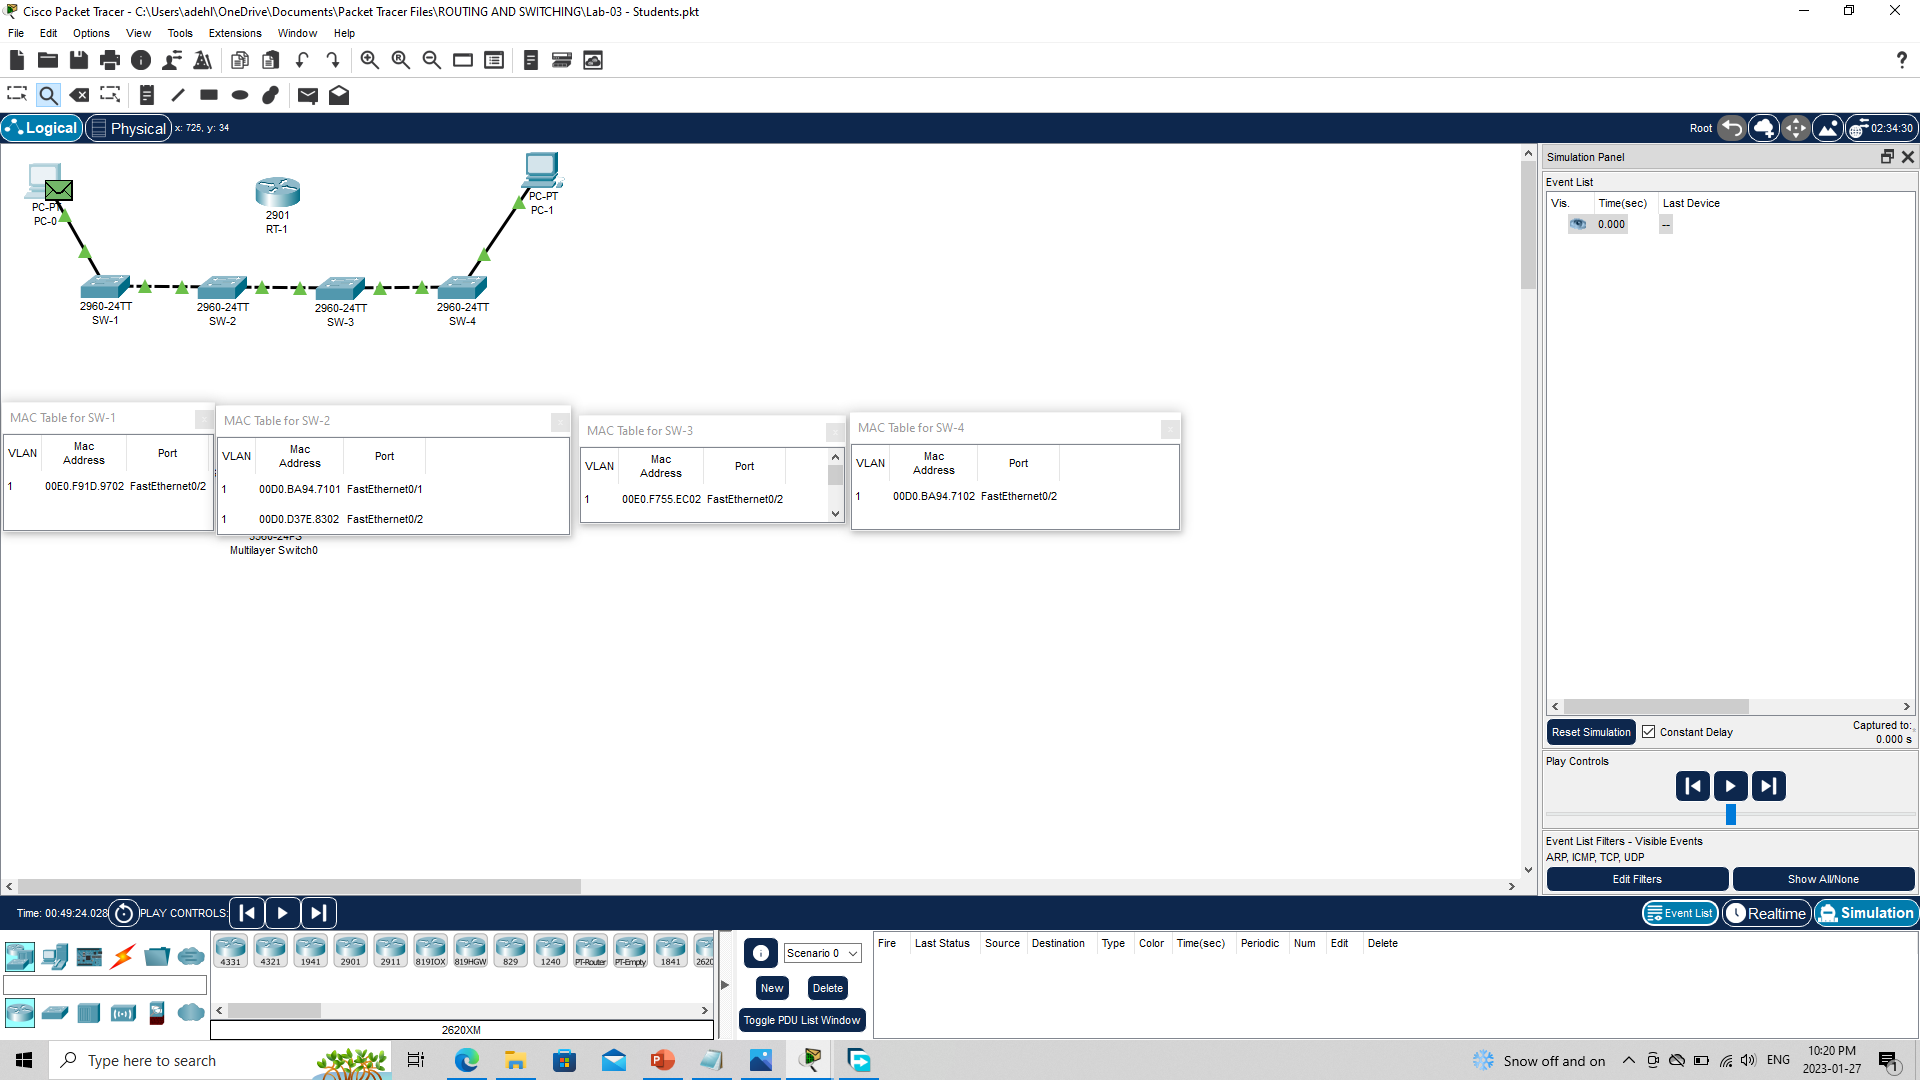 Cisco Packet Tracer - C:\Users\adehl\OneDrive\Documents\Packet Tracer Files\ROUTING AND SWITCHING\Lab-03 - Students.pkt
File Edit Options View Tools Extensions Window Help
Logical Physical x: 725, y: 34 Root 02:34:30
PC-PT
PC-0
2901
RT-1
PC-PT
PC-1
2960-24TT
SW-1
2960-24TT
SW-2
2960-24TT
SW-3
2960-24TT
SW-4
MAC Table for SW-1
VLAN Mac Address Port
1 00E0.F91D.9702 FastEthernet0/2
MAC Table for SW-2
VLAN Mac Address Port
1 00D0.BA94.7101 FastEthernet0/1
1 00D0.D37E.8302 FastEthernet0/2
MAC Table for SW-3
VLAN Mac Address Port
1 00E0.F755.EC02 FastEthernet0/2
MAC Table for SW-4
VLAN Mac Address Port
1 00D0.BA94.7102 FastEthernet0/2
3560-24PS
Multilayer Switch0
Simulation Panel
Event List
Vis. Time(sec) Last Device
0.000 --
Reset Simulation Constant Delay Captured to:
0.000 s
Play Controls
Event List Filters - Visible Events
ARP, ICMP, TCP, UDP
Edit Filters Show All/None
Time: 00:49:24.028 PLAY CONTROLS: Event List Realtime Simulation
4331 4321 1941 2901 2911 819IOX 819HGW 829 1240 PT-Router PT-Empty 1841 2620
2620XM
Scenario 0
New Delete
Toggle PDU List Window
Fire Last Status Source Destination Type Color Time(sec) Periodic Num Edit Delete
Type here to search
Snow off and on ENG 10:20 PM
2023-01-27
1